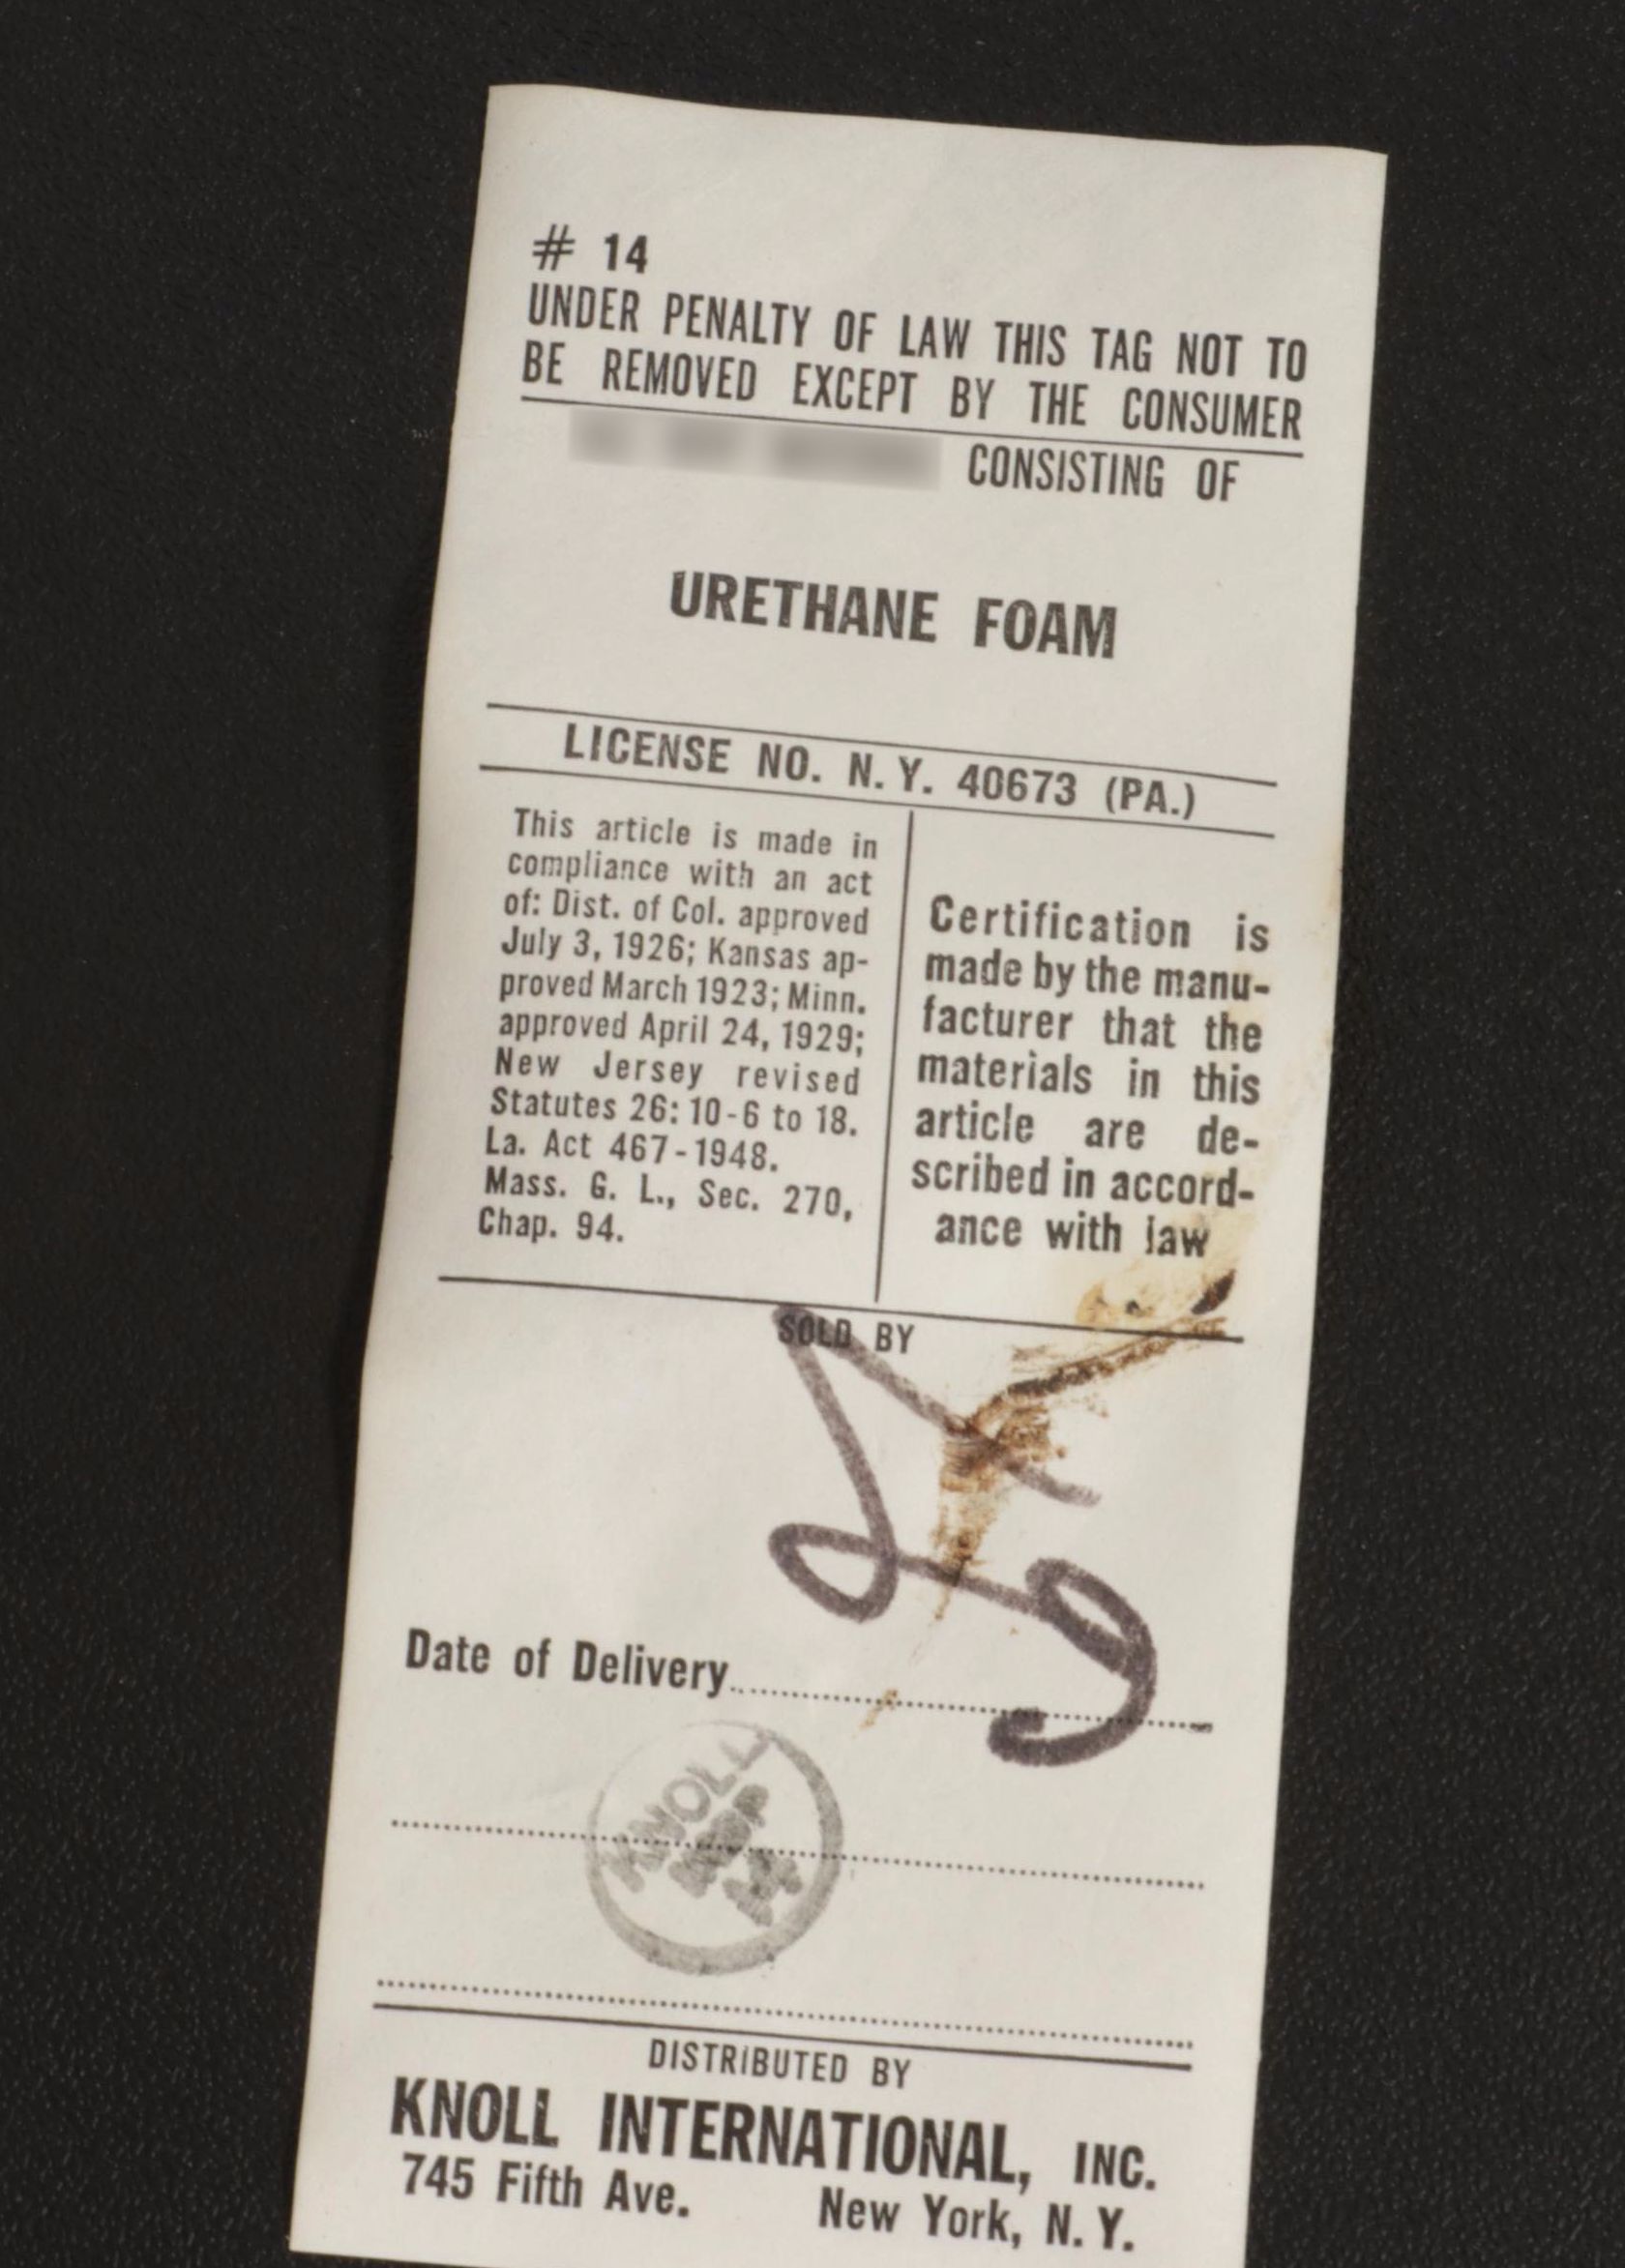 # 14
UNDER PENALTY OF LAW THIS TAG NOT TO
BE REMOVED EXCEPT BY THE CONSUMER
CONSISTING OF
URETHANE FOAM
LICENSE NO. N. Y. 40673 (PA.)
This article is made in
compliance with an act
of: Dist. of Col. approved
July 3, 1926; Kansas ap-
proved March 1923; Minn.
approved April 24, 1929;
New Jersey revised
Statutes 26: 10-6 to 18.
La. Act 467-1948.
Mass. G. L., Sec. 270,
Chap. 94.
Certification is
made by the manu-
facturer that the
materials in this
article are de-
scribed in accord-
ance with law
SOLD BY
Date of Delivery
KNOLL
DISTRIBUTED BY
KNOLL INTERNATIONAL, INC.
745 Fifth Ave. New York, N. Y.